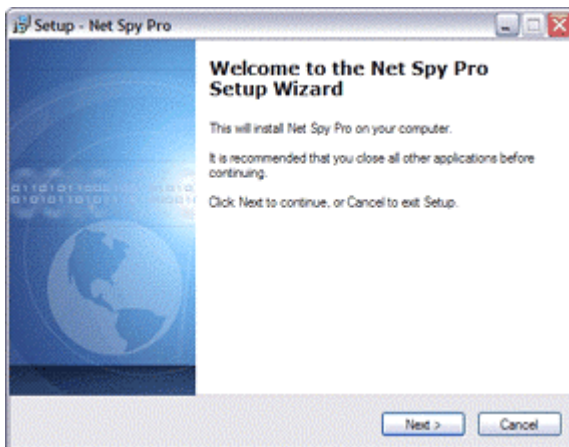 Setup - Net Spy Pro
Welcome to the Net Spy Pro
Setup Wizard
This will install Net Spy Pro on your computer.
It is recommended that you close all other applications before
continuing.
Click Next to continue, or Cancel to exit Setup.
Next >
Cancel